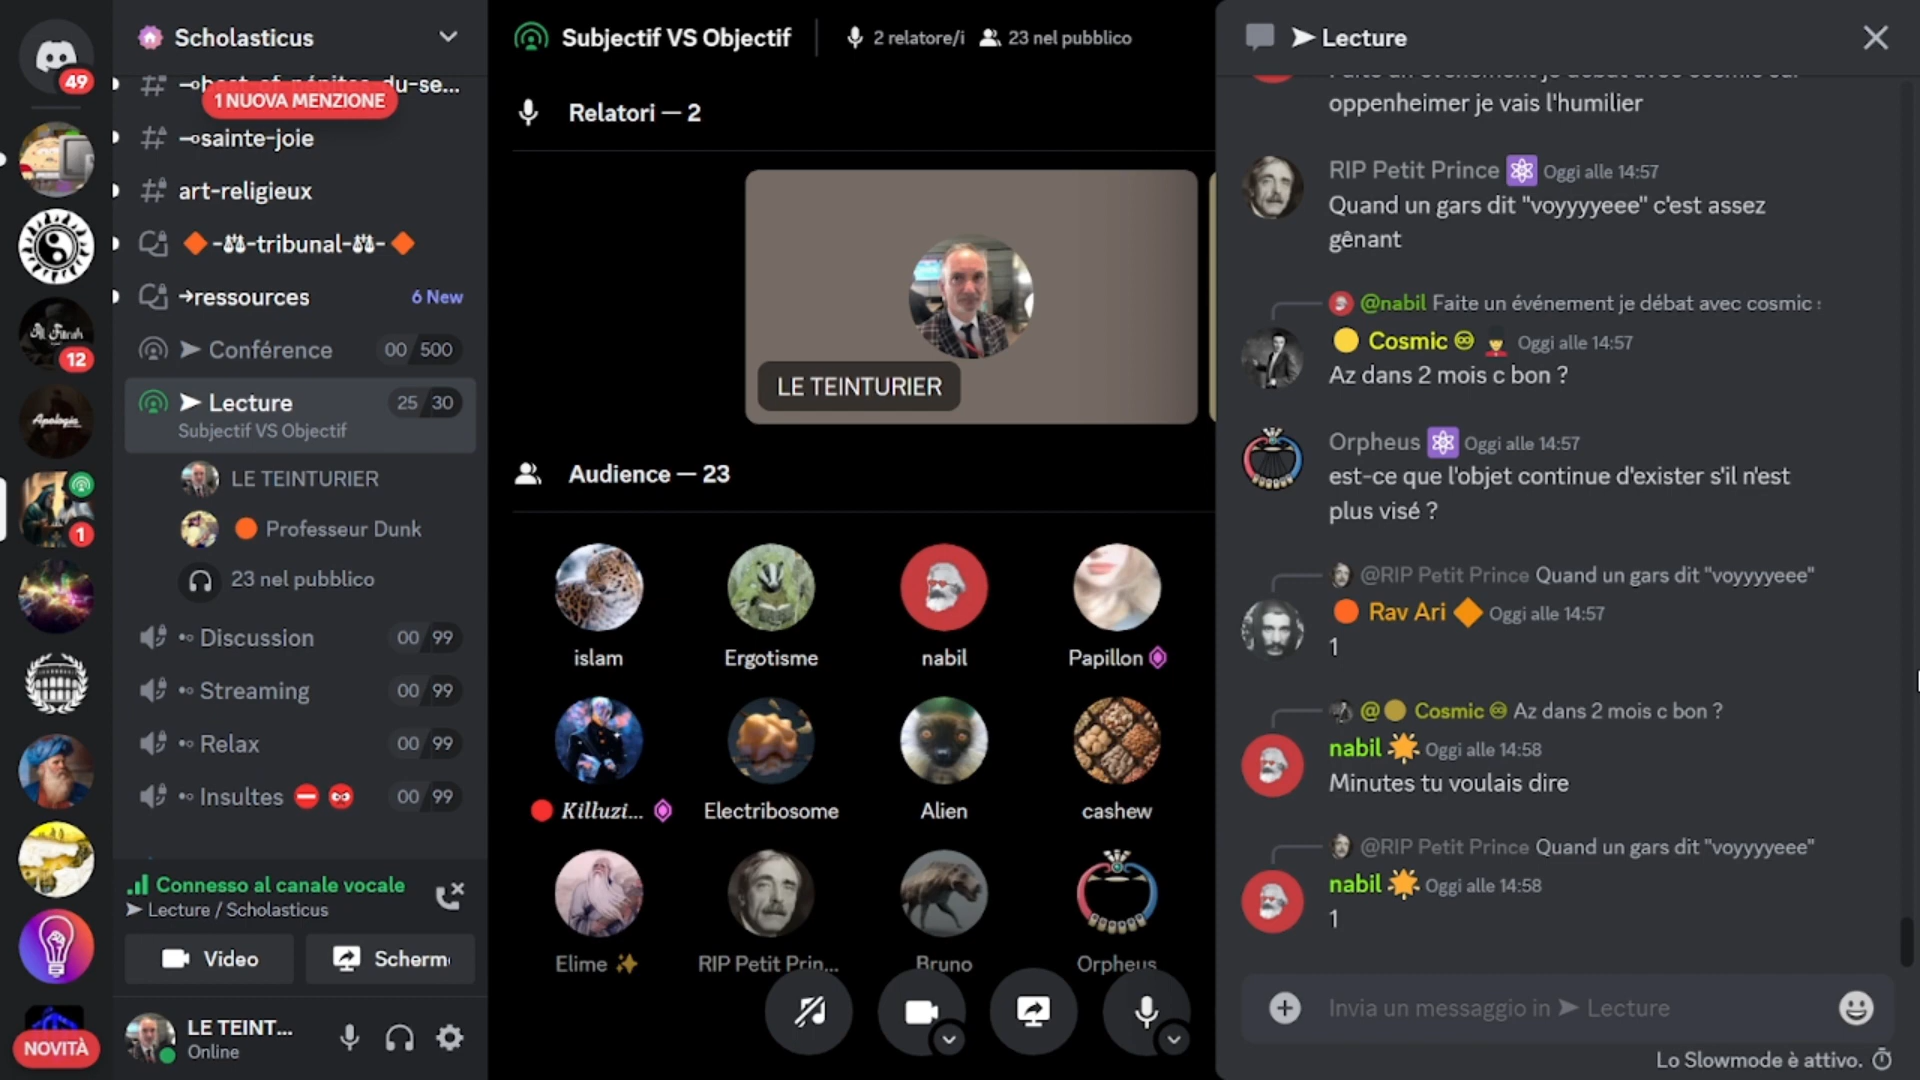 49
12
1
NOVITÀ
Scholasticus
1 NUOVA MENZIONE
du-se...
sainte-joie
art-religieux
-tribunal-
ressources
6 New
Conférence
00 500
Lecture
25 30
Subjectif VS Objectif
LE TEINTURIER
Professeur Dunk
23 nel pubblico
Discussion
00 99
Streaming
00 99
Relax
00 99
Insultes
00 99
Connesso al canale vocale
Lecture / Scholasticus
Video
Scherm
LE TEINT...
Online
Subjectif VS Objectif
2 relatore/i
23 nel pubblico
Relatori — 2
LE TEINTURIER
Audience — 23
islam
Ergotisme
nabil
Papillon
Killuzi...
Electribosome
Alien
cashew
Elime
RIP Petit Prin...
Bruno
Orpheus
Lecture
oppenheimer je vais l'humilier
RIP Petit Prince Oggi alle 14:57
Quand un gars dit "voyyyyeee" c'est assez
gênant
@nabil Faite un événement je débat avec cosmic
Cosmic Oggi alle 14:57
Az dans 2 mois c bon ?
Orpheus Oggi alle 14:57
est-ce que l'objet continue d'exister s'il n'est
plus visé ?
@RIP Petit Prince Quand un gars dit "voyyyyeee"
Rav Ari Oggi alle 14:57
1
@ Cosmic Az dans 2 mois c bon ?
nabil Oggi alle 14:58
Minutes tu voulais dire
@RIP Petit Prince Quand un gars dit "voyyyyeee"
nabil Oggi alle 14:58
1
Invia un messaggio in Lecture
Lo Slowmode è attivo.